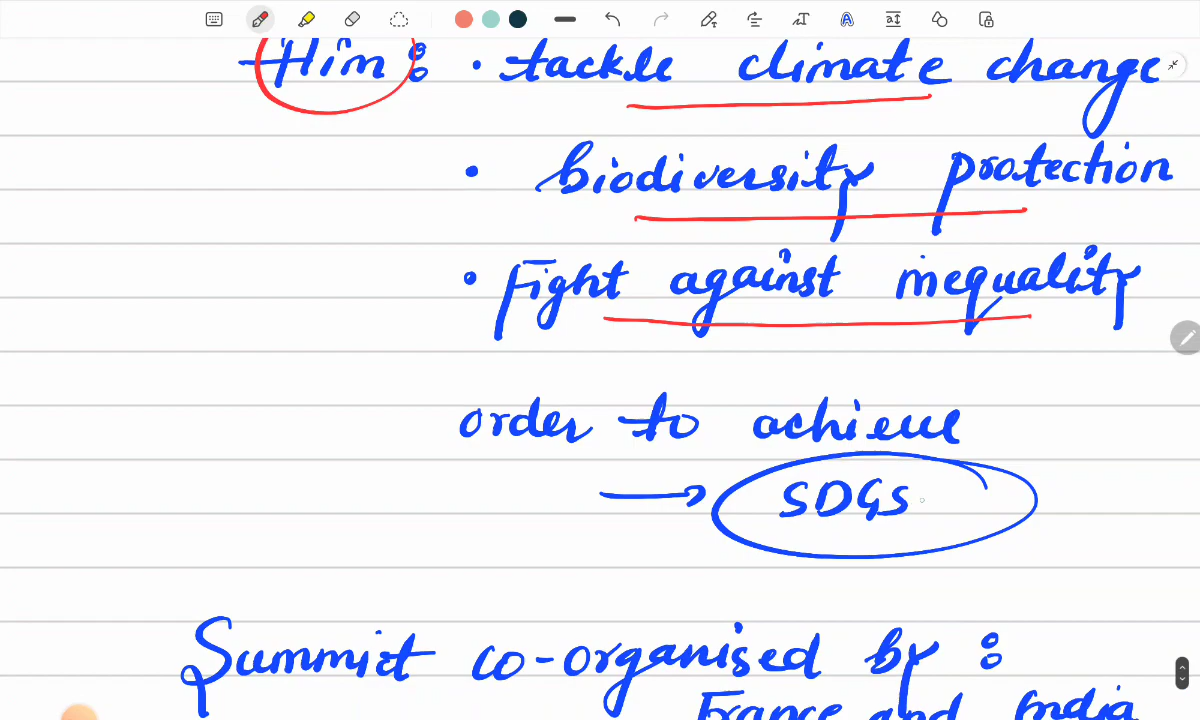 Him: • tackle climate change
• biodiversity protection
• Fight against inequality
order to achieve
→ SDGs
Summit co-organised by :
France and India